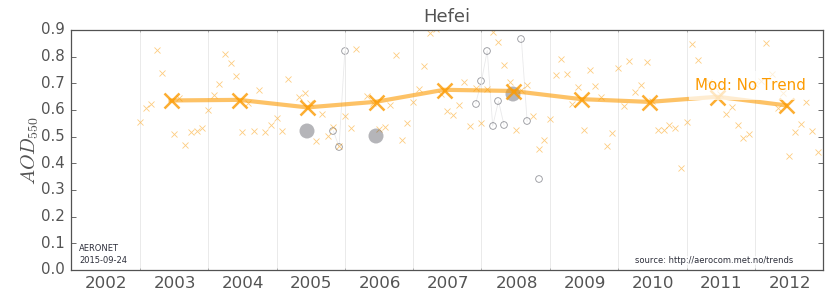 Hefei
0.9
0.8
0.7
0.6
0.5
0.4
0.3
0.2
0.1
0.0
AOD550
Mod: No Trend
AERONET
2015-09-24
source: http://aerocom.met.no/trends
2002 2003 2004 2005 2006 2007 2008 2009 2010 2011 2012